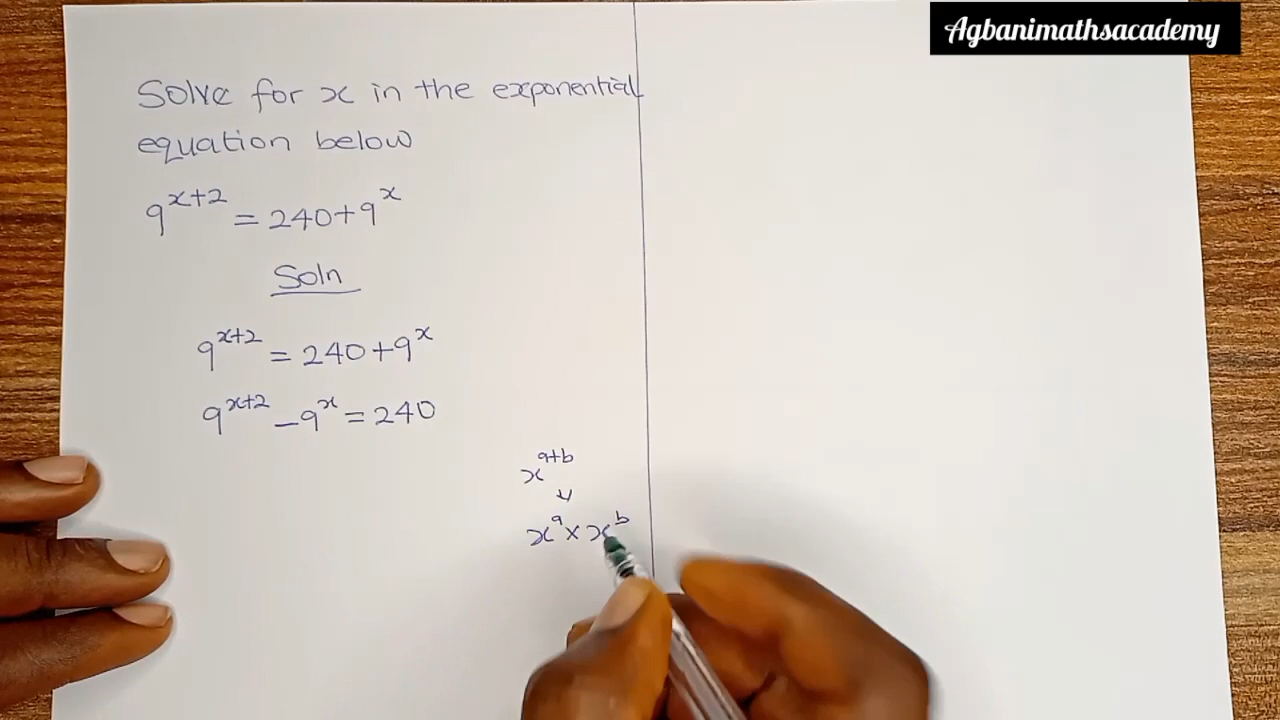 Agbanimathsacademy
Solve for x in the exponential
equation below
9^{x+2} = 240 + 9^x
Soln
9^{x+2} = 240 + 9^x
9^{x+2} - 9^x = 240
x^{a+b}
x^a × x^b